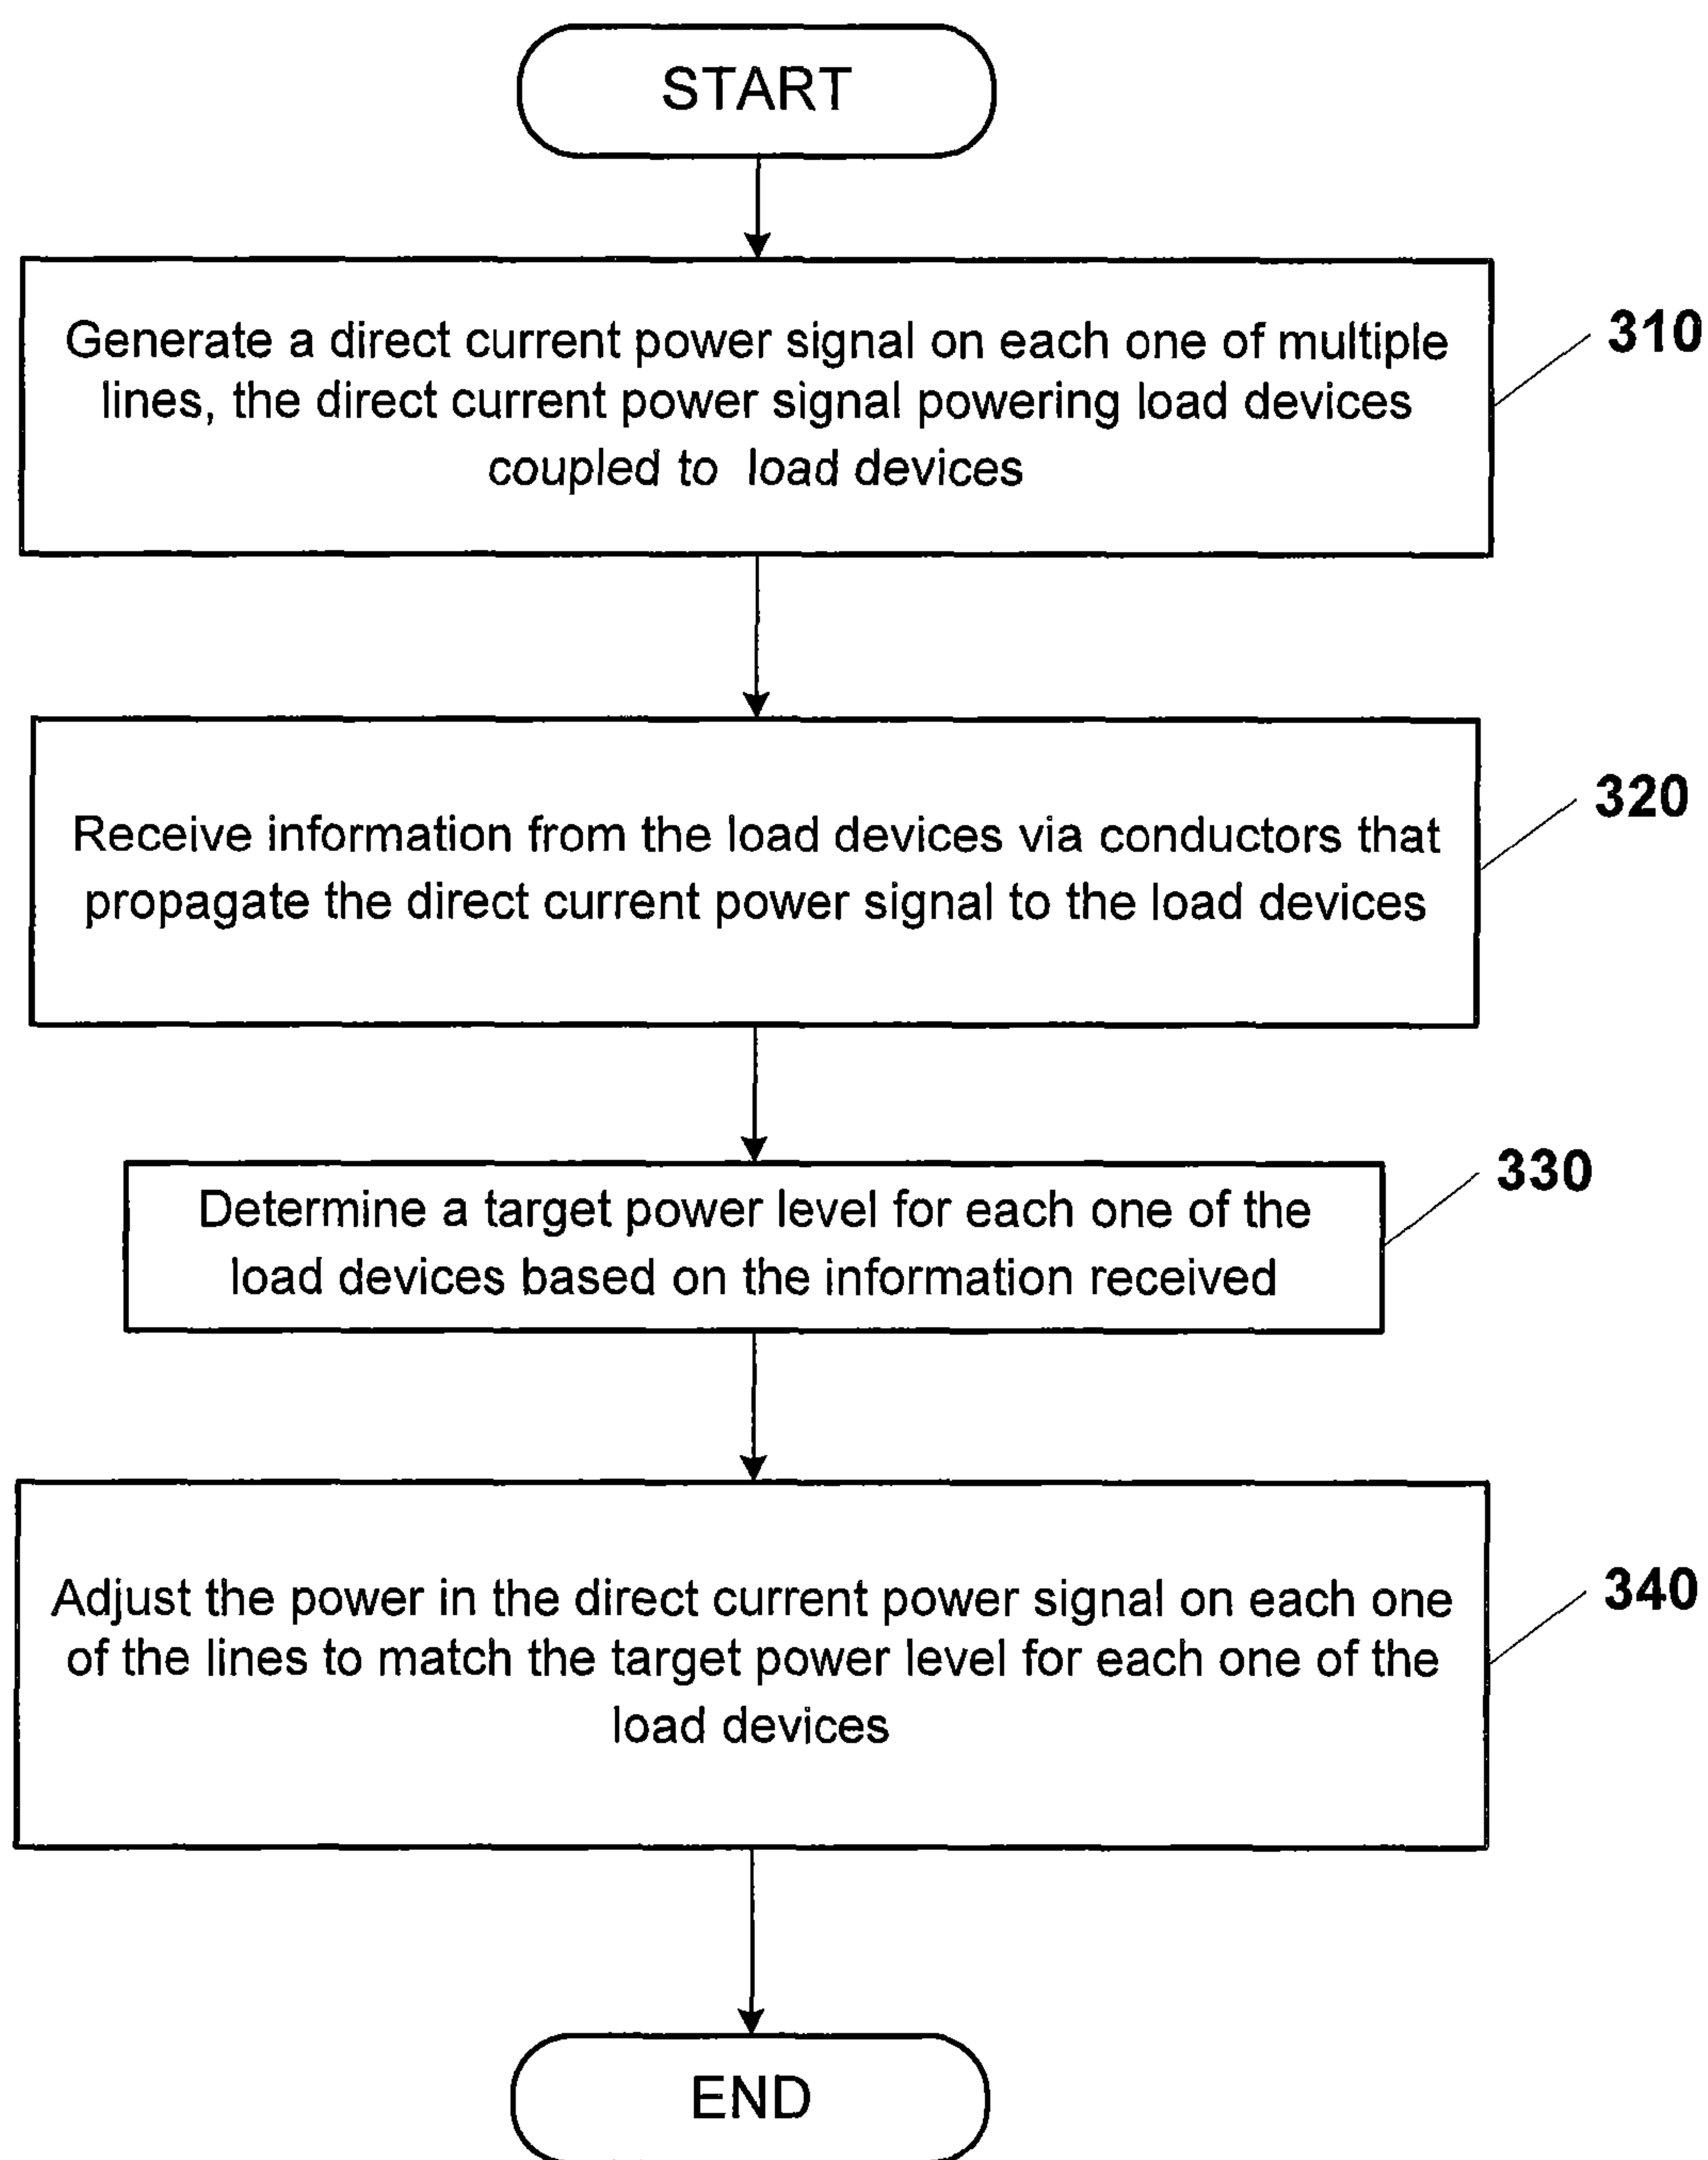 START
Generate a direct current power signal on each one of multiple
lines, the direct current power signal powering load devices
coupled to load devices
310
Receive information from the load devices via conductors that
propagate the direct current power signal to the load devices
320
Determine a target power level for each one of the
load devices based on the information received
330
Adjust the power in the direct current power signal on each one
of the lines to match the target power level for each one of the
load devices
340
END